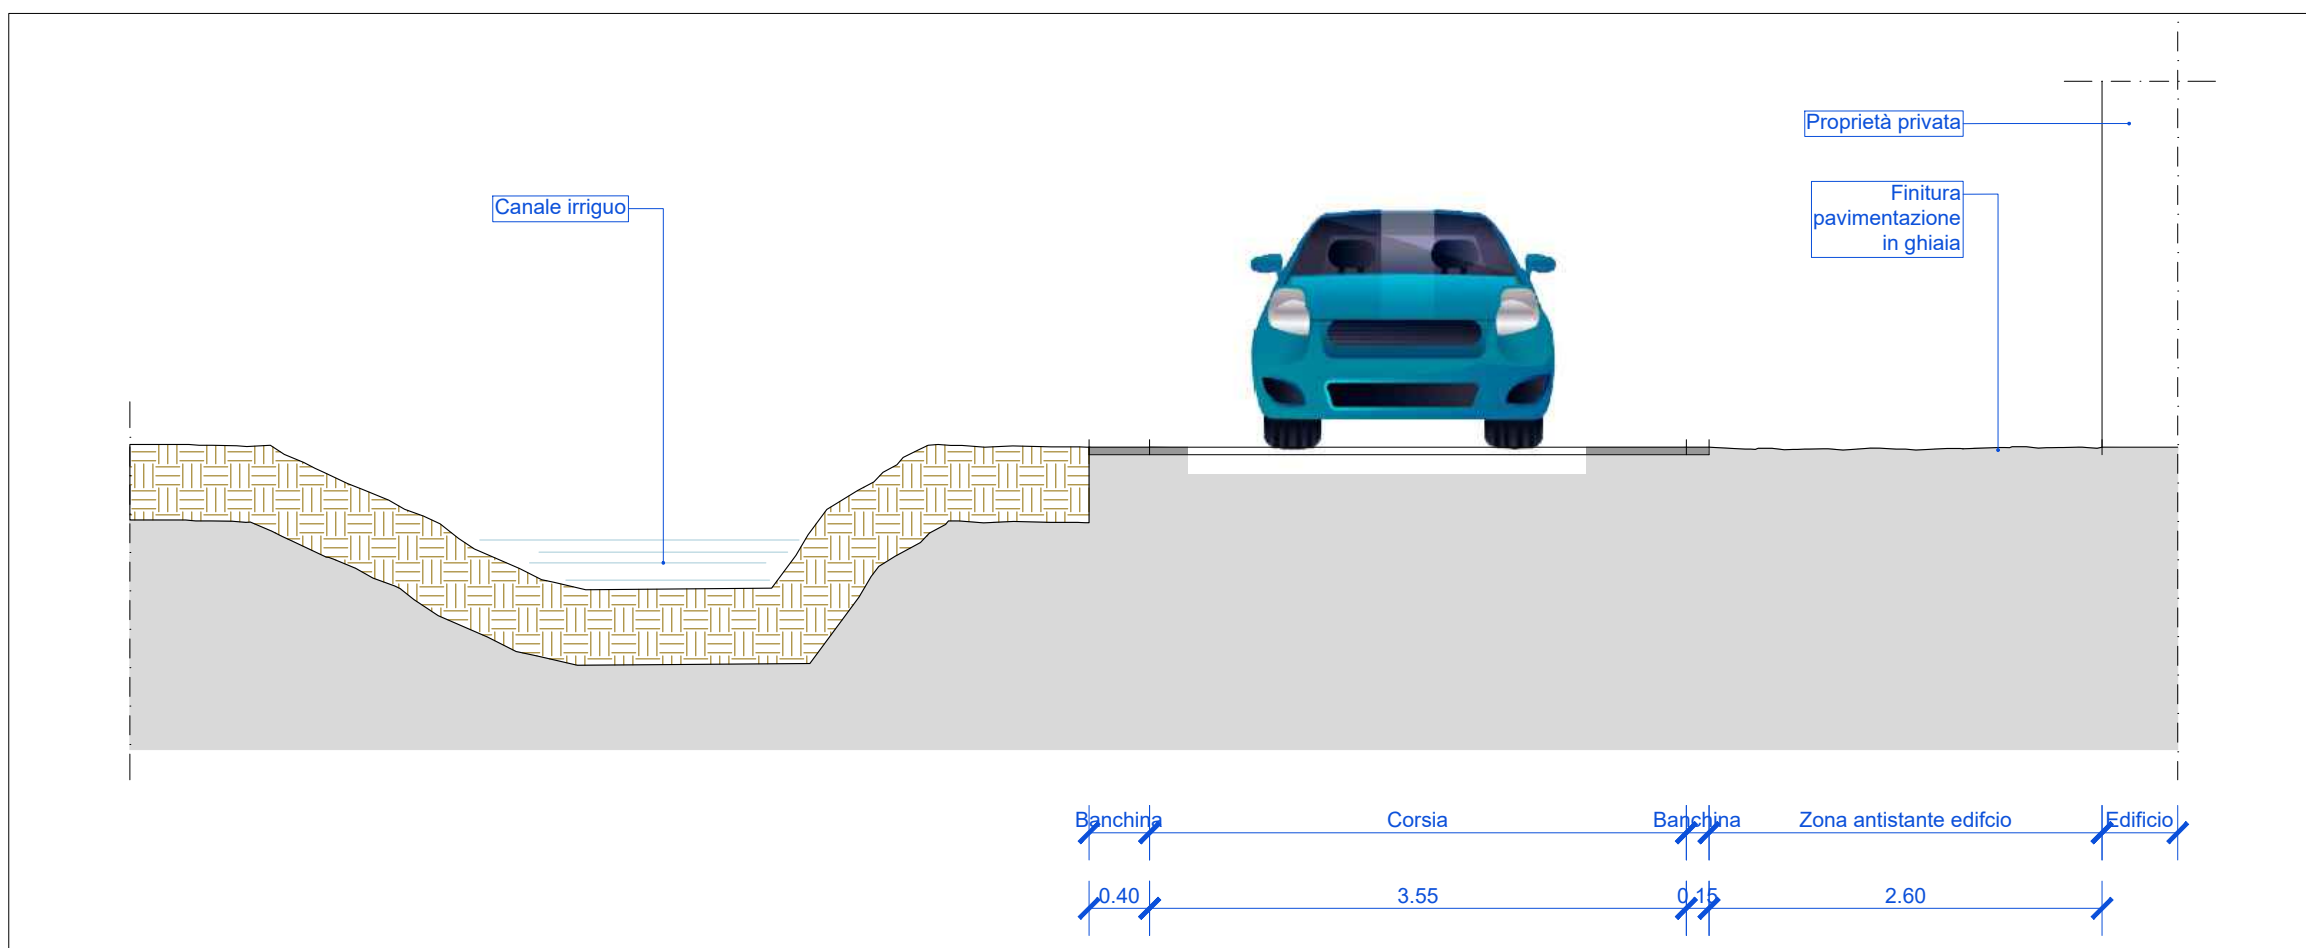 Proprietà privata
Canale irriguo
Finitura
pavimentazione
in ghiaia
Banchina
Corsia
Banchina
Zona antistante edifcio
Edificio
0.40
3.55
0.15
2.60